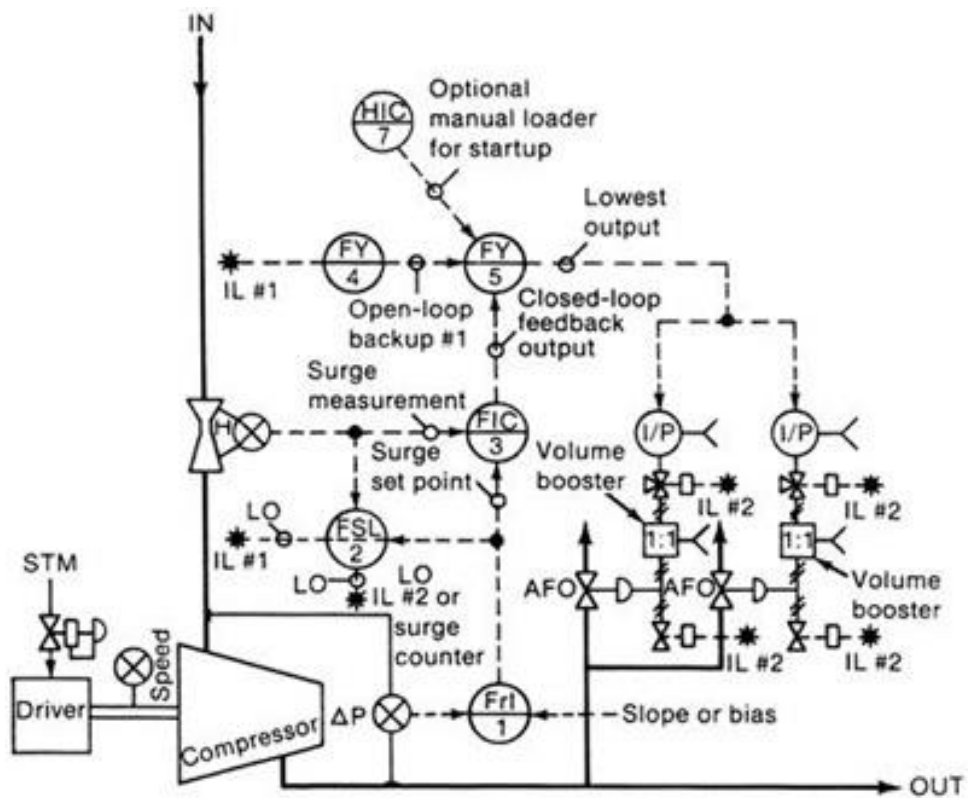 IN
HIC
7
Optional
manual loader
for startup
Lowest
output
FY
4
FY
5
IL #1
Open-loop
backup #1
Closed-loop
feedback
output
Surge
measurement
H
FIC
3
I/P
I/P
Surge
set point
Volume
booster
IL #2
IL #2
LO
FSL
2
IL #1
1:1
1:1
STM
LO
LO
IL #2 or
surge
counter
AFO
AFO
Volume
booster
Speed
IL #2
IL #2
Driver
Compressor
ΔP
FrI
1
Slope or bias
OUT